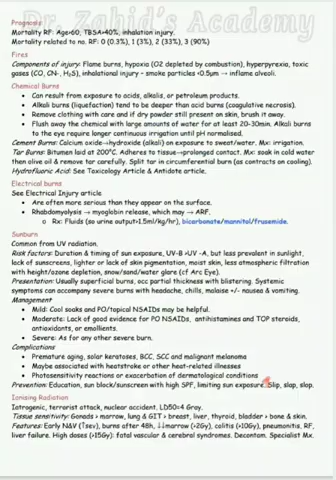 Dr. Zahid's Academy
Prognosis
Mortality RF: Age>60, TBSA>40%, inhalation injury.
Mortality related to no. RF: 0 (0.3%), 1 (3%), 2 (33%), 3 (90%)
Fires
Components of injury: Flame burns, hypoxia (O2 depleted by combustion), hyperpyrexia, toxic
gases (CO, CN-, H2S), inhalational injury – smoke particles <0.5µm → inflame alveoli.
Chemical Burns
• Can result from exposure to acids, alkalis, or petroleum products.
• Alkali burns (liquefaction) tend to be deeper than acid burns (coagulative necrosis).
• Remove clothing with care and if dry powder still present on skin, brush it away.
• Flush away the chemical with large amounts of water for at least 20-30min. Alkali burns
to the eye require longer continuous irrigation until pH normalised.
Cement Burns: Calcium oxide→hydroxide (alkali) on exposure to sweat/water. Mx: irrigation.
Tar Burns: Bitumen laid at 200°C. Adheres to tissue→prolonged contact. Mx: soak in cold water
then olive oil & remove tar carefully. Split tar in circumferential burn (as contracts on cooling).
Hydrofluoric Acid: See Toxicology Article & Antidote article.
Electrical burns
See Electrical Injury article
• Are often more serious than they appear on the surface.
• Rhabdomyolysis → myoglobin release, which may → ARF.
o Rx: Fluids (so urine output>1.5ml/kg/hr), bicarbonate/mannitol/frusemide.
Sunburn
Common from UV radiation.
Risk factors: Duration & timing of sun exposure, UV-B >UV -A, but less prevalent in sunlight,
lack of sunscreen, lighter or lack of skin pigmentation, moist skin, less atmospheric filtration
with height/ozone depletion, snow/sand/water glare (cf Arc Eye).
Presentation: Usually superficial burns, occ partial thickness with blistering. Systemic
symptoms can accompany severe burns with headache, chills, malaise +/- nausea & vomiting.
Management
• Mild: Cool soaks and PO/topical NSAIDs may be helpful.
• Moderate: Lack of good evidence for PO NSAIDs, antihistamines and TOP steroids,
antioxidants, or emollients.
• Severe: As for any other severe burn.
Complications
• Premature aging, solar keratoses, BCC, SCC and malignant melanoma
• Maybe associated with heatstroke or other heat-related illnesses
• Photosensitivity reactions or exacerbation of dermatological conditions
Prevention: Education, sun block/sunscreen with high SPF, limiting sun exposure. Slip, slap, slop.
Ionising Radiation
Iatrogenic, terrorist attack, nuclear accident. LD50=4 Gray.
Tissue sensitivity: Gonads > marrow, lung & GIT > breast, liver, thyroid, bladder > bone & skin.
Features: Early N&V (↑sev), burns after 48h, ↓↓marrow (>2Gy), colitis (>10Gy), pneumonitis, RF,
liver failure. High doses (>15Gy): fatal vascular & cerebral syndromes. Decontam. Specialist Mx.